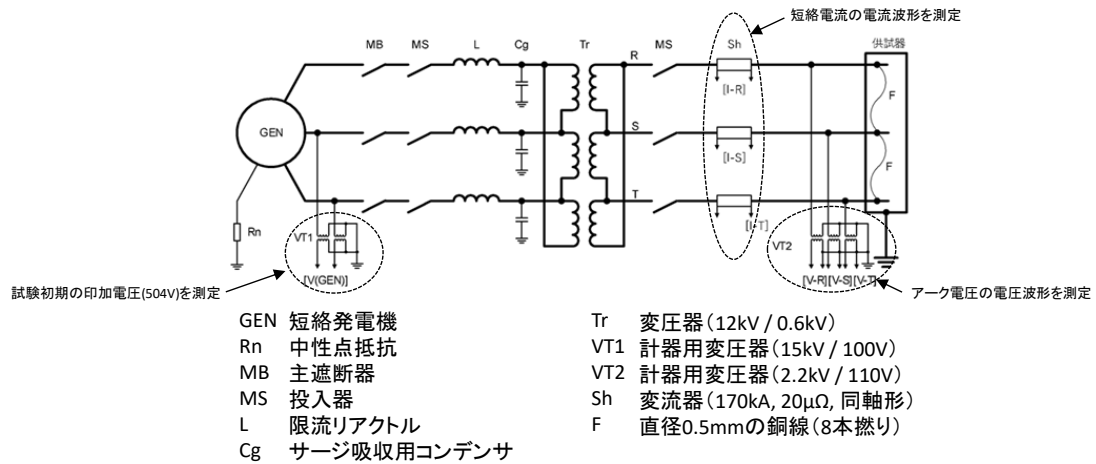 短絡電流の電流波形を測定
MB MS L Cg Tr R MS Sh 供試器
[I-R]
F
GEN
S
[I-S]
F
T
Rn
VT1
[I-T]
VT2
[V(GEN)]
[V-R][V-S][V-T]
試験初期の印加電圧(504V)を測定
アーク電圧の電圧波形を測定
GEN 短絡発電機
Rn 中性点抵抗
MB 主遮断器
MS 投入器
L 限流リアクトル
Cg サージ吸収用コンデンサ
Tr 変圧器(12kV / 0.6kV)
VT1 計器用変圧器(15kV / 100V)
VT2 計器用変圧器(2.2kV / 110V)
Sh 変流器(170kA, 20μΩ, 同軸形)
F 直径0.5mmの銅線(8本撚り)